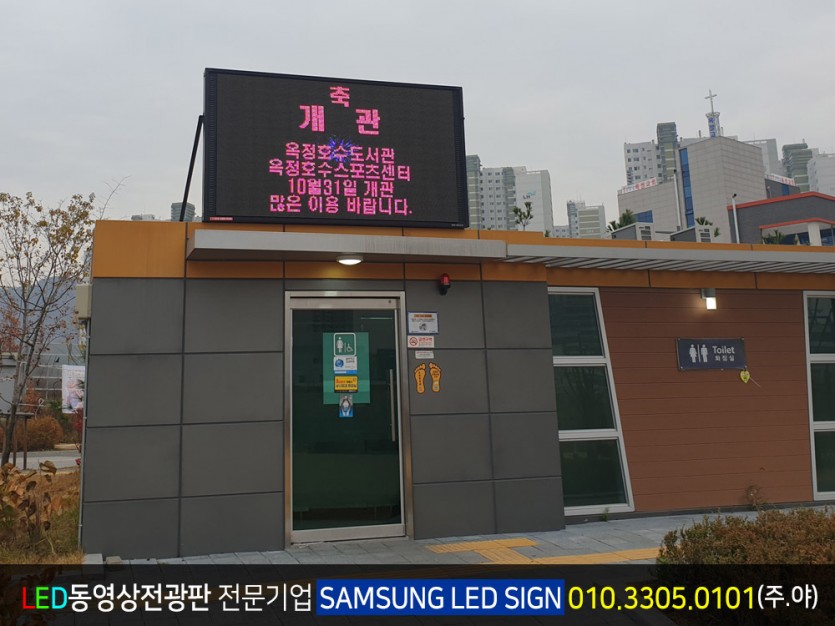 축
개 관
옥정호수도서관
옥정호수스포츠센터
10월31일 개관
많은 이용 바랍니다.
Toilet
화장실
LED동영상전광판 전문기업 SAMSUNG LED SIGN 010.3305.0101(주.야)